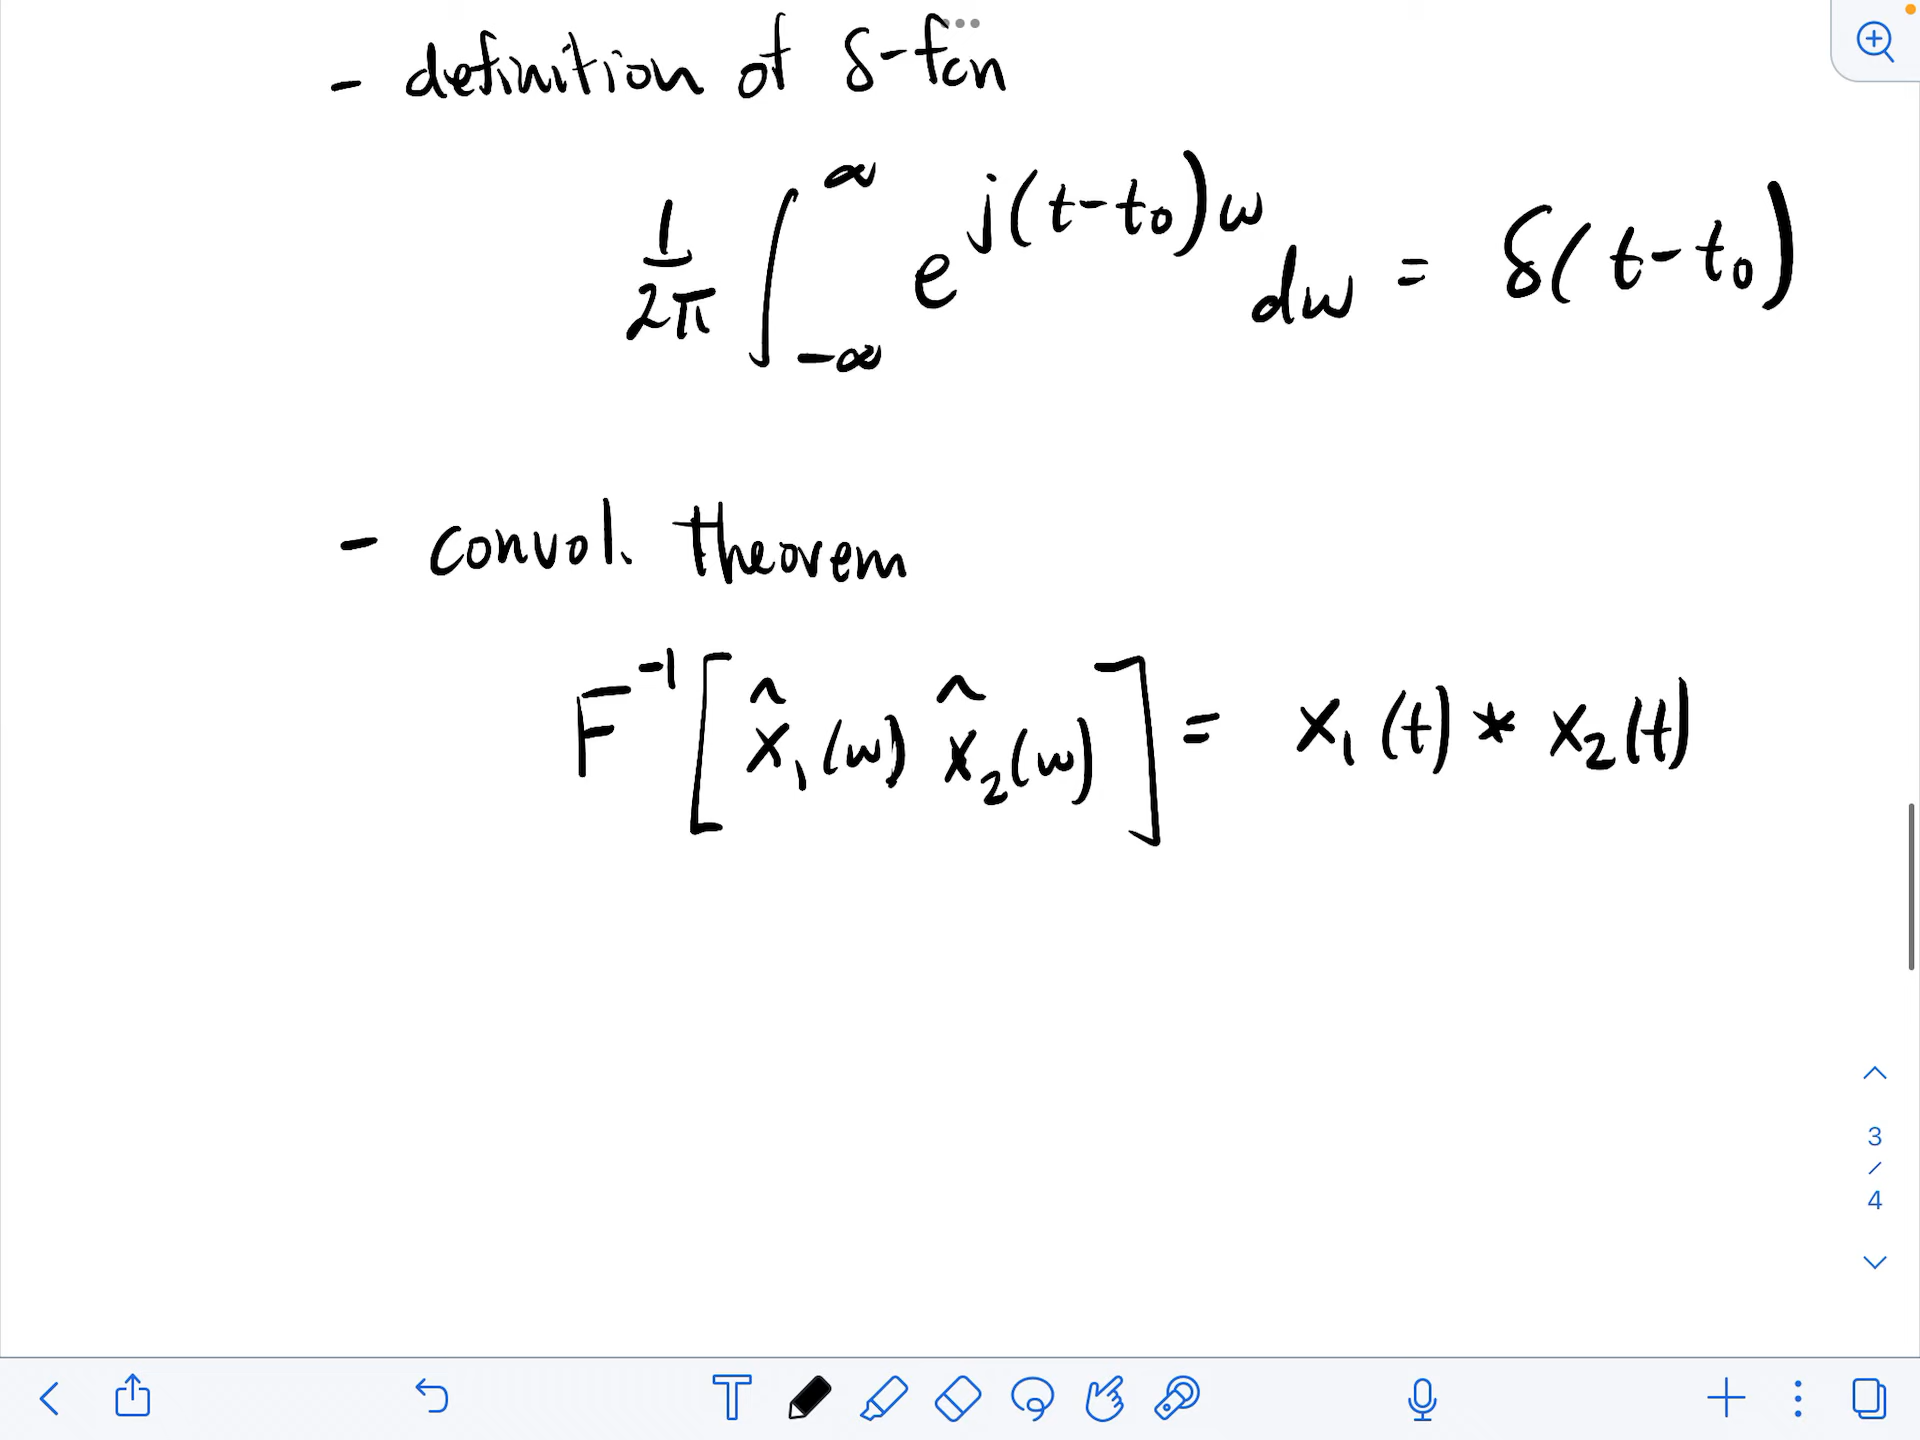 - definition of δ-fcn
1/2π ∫_{-∞}^{∞} e^{j(t-t₀)ω} dω = δ(t-t₀)
- convol. theorem
F⁻¹[x̂₁(ω) x̂₂(ω)] = x₁(t) * x₂(t)
3
/
4
T